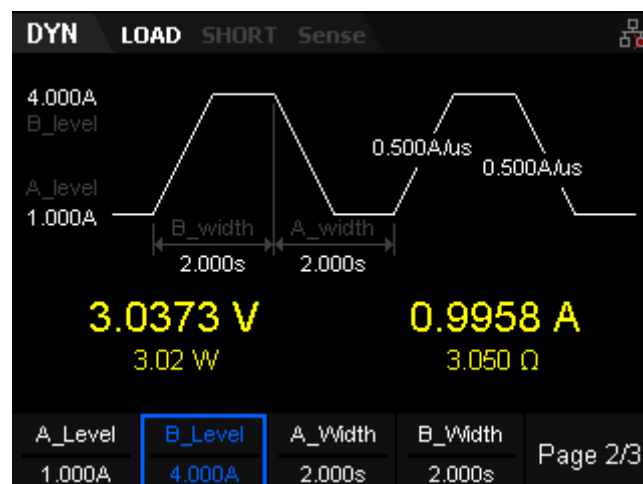 DYN LOAD SHORT Sense
4.000A
B_level
0.500A/us
0.500A/us
A_level
1.000A
B_width A_width
2.000s 2.000s
3.0373 V 0.9958 A
3.02 W 3.050 Ω
A_Level B_Level A_Width B_Width Page 2/3
1.000A 4.000A 2.000s 2.000s